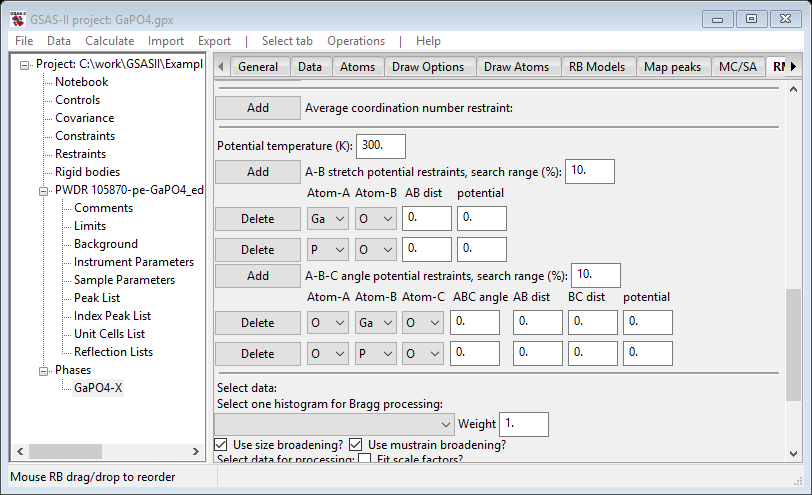 GSAS-II project: GaPO4.gpx
File Data Calculate Import Export | Select tab Operations | Help
Project: C:\work\GSASII\Exampl
Notebook
Controls
Covariance
Constraints
Restraints
Rigid bodies
PWDR 105870-pe-GaPO4_ed
Comments
Limits
Background
Instrument Parameters
Sample Parameters
Peak List
Index Peak List
Unit Cells List
Reflection Lists
Phases
GaPO4-X
General Data Atoms Draw Options Draw Atoms RB Models Map peaks MC/SA
Add Average coordination number restraint:
Potential temperature (K): 300.
Add A-B stretch potential restraints, search range (%): 10.
Atom-A Atom-B AB dist potential
Delete Ga O 0. 0.
Delete P O 0. 0.
Add A-B-C angle potential restraints, search range (%): 10.
Atom-A Atom-B Atom-C ABC angle AB dist BC dist potential
Delete O Ga O 0. 0. 0. 0.
Delete O P O 0. 0. 0. 0.
Select data:
Select one histogram for Bragg processing:
Weight 1.
Use size broadening? Use mustrain broadening?
Select data for processing: Fit scale factors?
Mouse RB drag/drop to reorder